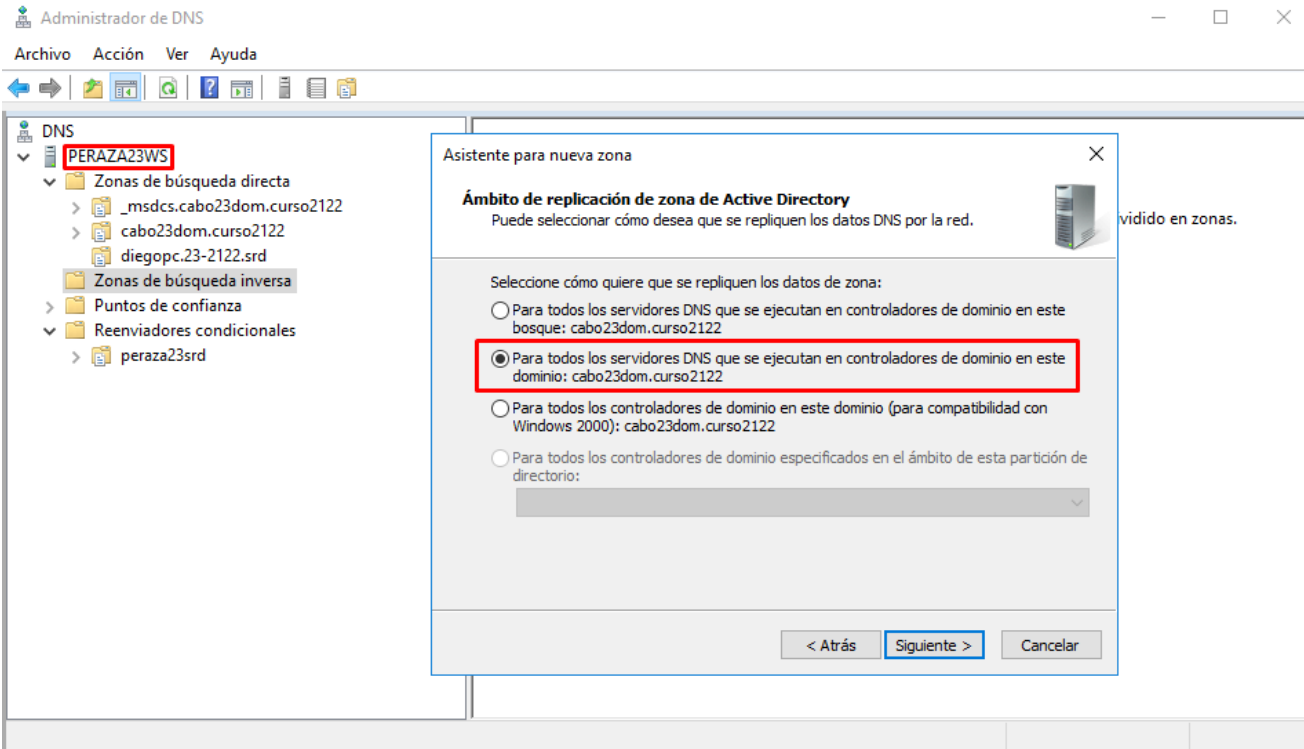 Administrador de DNS
Archivo Acción Ver Ayuda
DNS
PERAZA23WS
Zonas de búsqueda directa
_msdcs.cabo23dom.curso2122
cabo23dom.curso2122
diegopc.23-2122.srd
Zonas de búsqueda inversa
Puntos de confianza
Reenviadores condicionales
peraza23srd
Asistente para nueva zona
Ámbito de replicación de zona de Active Directory
Puede seleccionar cómo desea que se repliquen los datos DNS por la red.
vidido en zonas.
Seleccione cómo quiere que se repliquen los datos de zona:
Para todos los servidores DNS que se ejecutan en controladores de dominio en este
bosque: cabo23dom.curso2122
Para todos los servidores DNS que se ejecutan en controladores de dominio en este
dominio: cabo23dom.curso2122
Para todos los controladores de dominio en este dominio (para compatibilidad con
Windows 2000): cabo23dom.curso2122
Para todos los controladores de dominio especificados en el ámbito de esta partición de
directorio:
< Atrás
Siguiente >
Cancelar